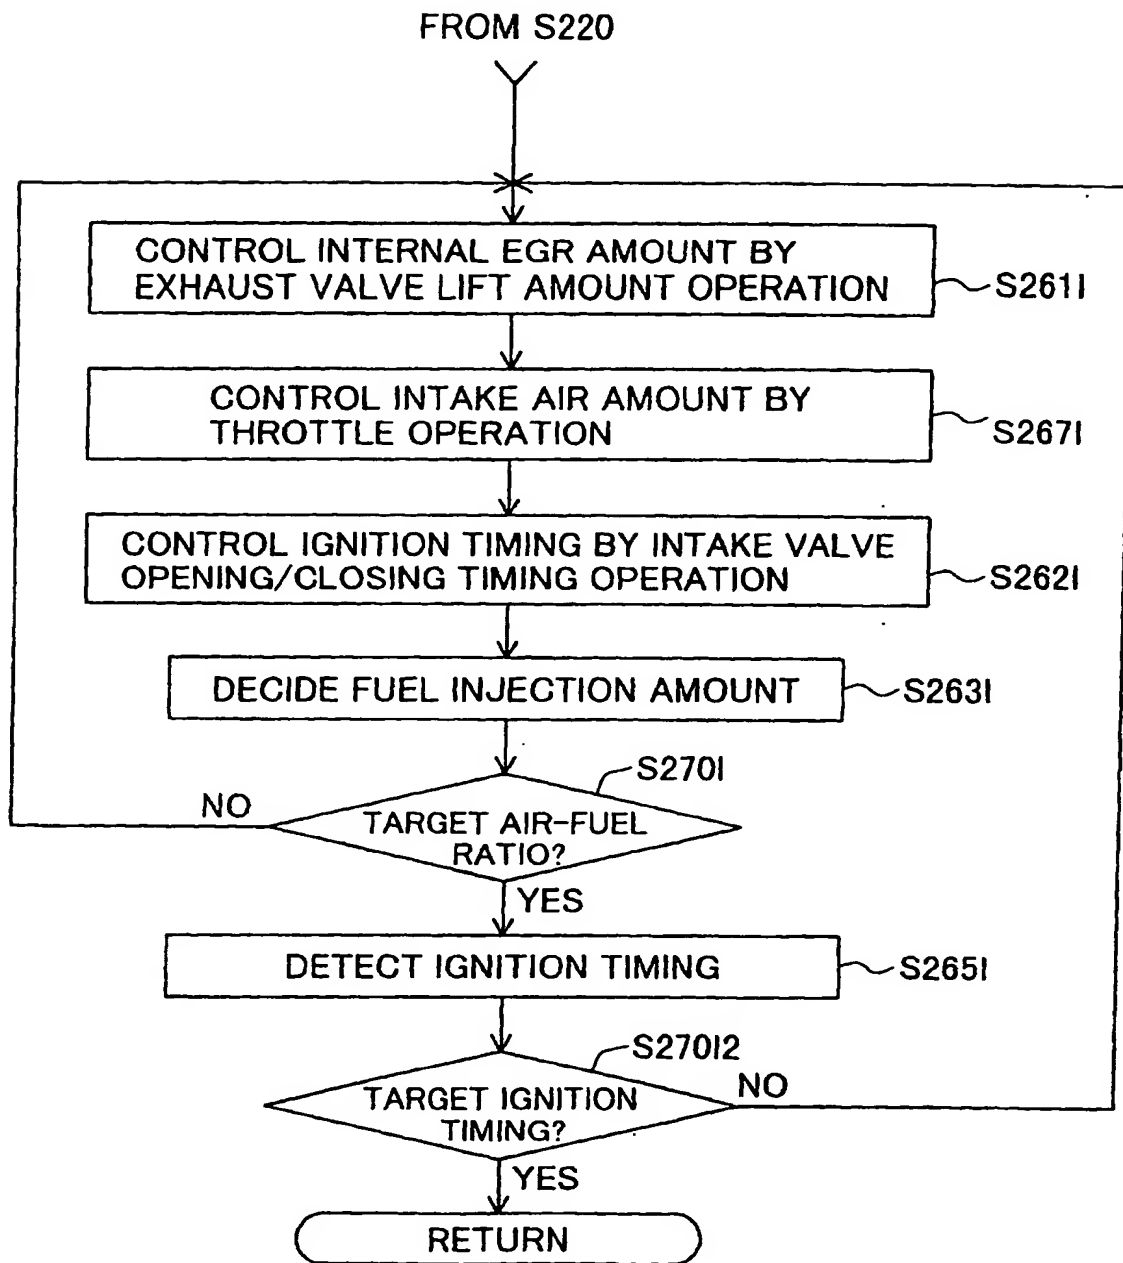 FROM S220
CONTROL INTERNAL EGR AMOUNT BY
EXHAUST VALVE LIFT AMOUNT OPERATION
S261I
CONTROL INTAKE AIR AMOUNT BY
THROTTLE OPERATION
S267I
CONTROL IGNITION TIMING BY INTAKE VALVE
OPENING/CLOSING TIMING OPERATION
S262I
DECIDE FUEL INJECTION AMOUNT
S263I
S270I
NO
TARGET AIR-FUEL
RATIO?
YES
DETECT IGNITION TIMING
S265I
S270I2
NO
TARGET IGNITION
TIMING?
YES
RETURN